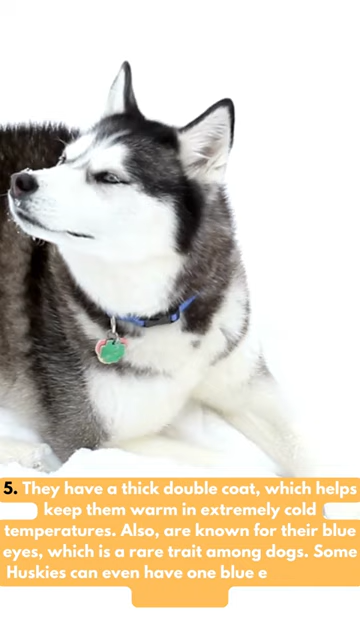 5. They have a thick double coat, which helps
keep them warm in extremely cold
temperatures. Also, are known for their blue
eyes, which is a rare trait among dogs. Some
Huskies can even have one blue e